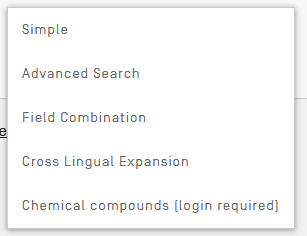 Simple
Advanced Search
Field Combination
e
Cross Lingual Expansion
Chemical compounds (login required)